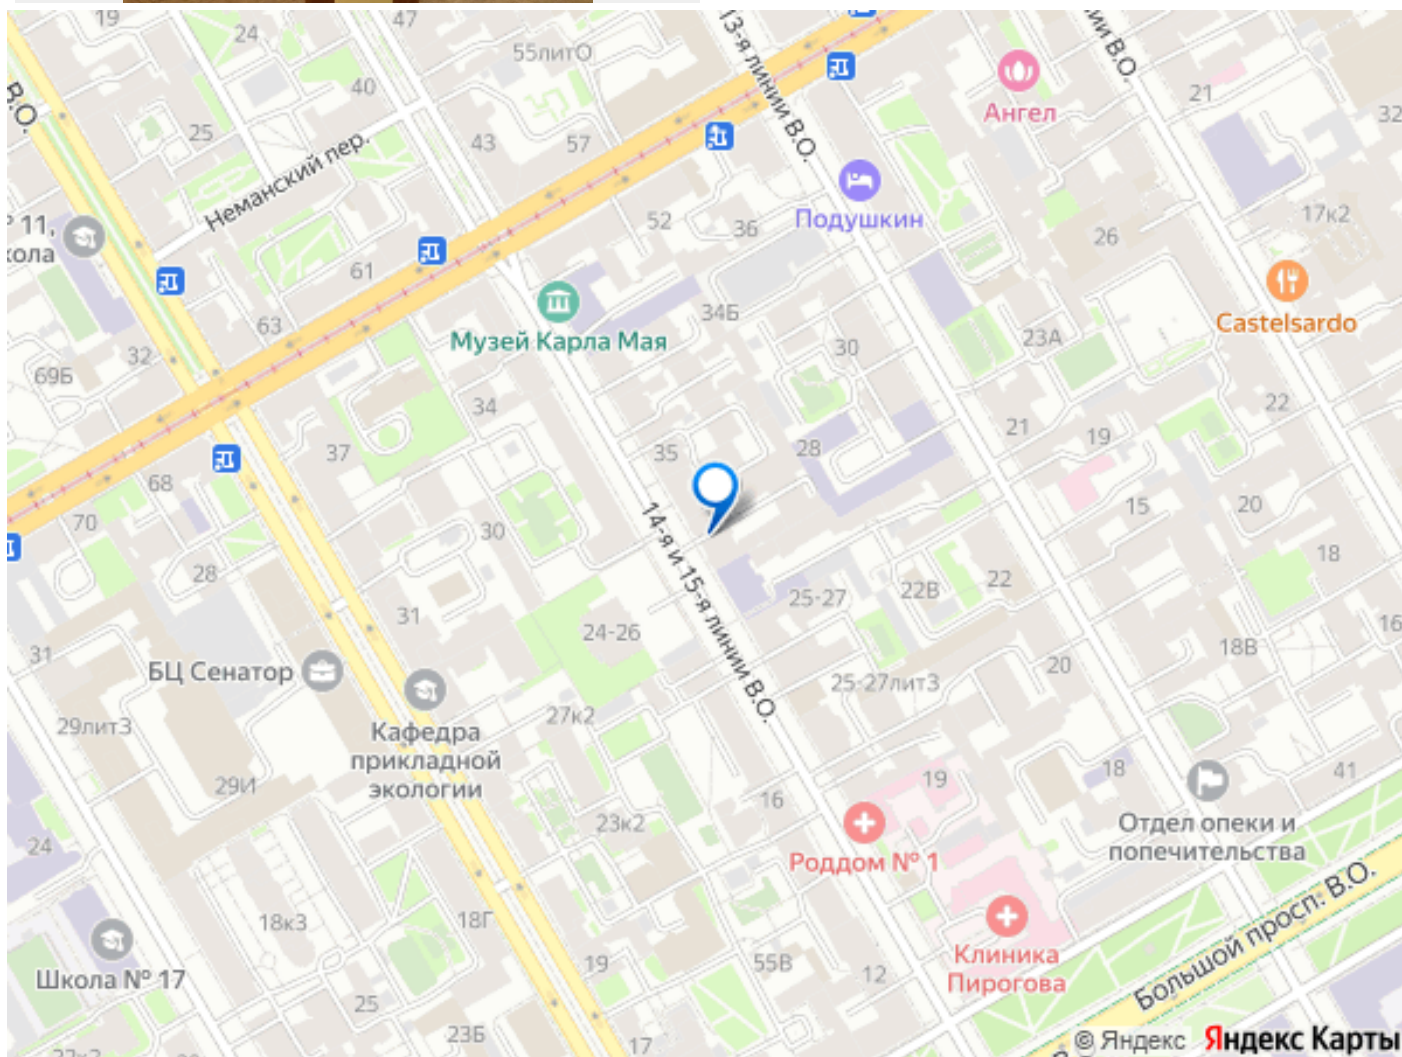 19
24
47
40
55литО
13-я линии В.О.
и В.О.
Ангел
21
32
В.О.
25
Неманский пер.
43
57
Подушкин
52
36
26
17к2
№ 11,
кола
61
63
Музей Карла Мая
34Б
Castelsardo
32
69Б
30
23А
34
22
37
35
28
21
19
68
70
14-я и 15-я линии В.О.
30
15
20
18
28
25-27
22В
22
31
24-26
16
31
БЦ Сенатор
20
18В
25-27литЗ
27к2
29литЗ
Кафедра
прикладной
экологии
29И
16
19
18
41
23к2
Роддом № 1
Отдел опеки и
попечительства
24
18к3
18Г
Большой просп. В.О.
Клиника
Пирогова
Школа № 17
19
55В
12
25
23Б
17
22к2
© Яндекс Яндекс Карты